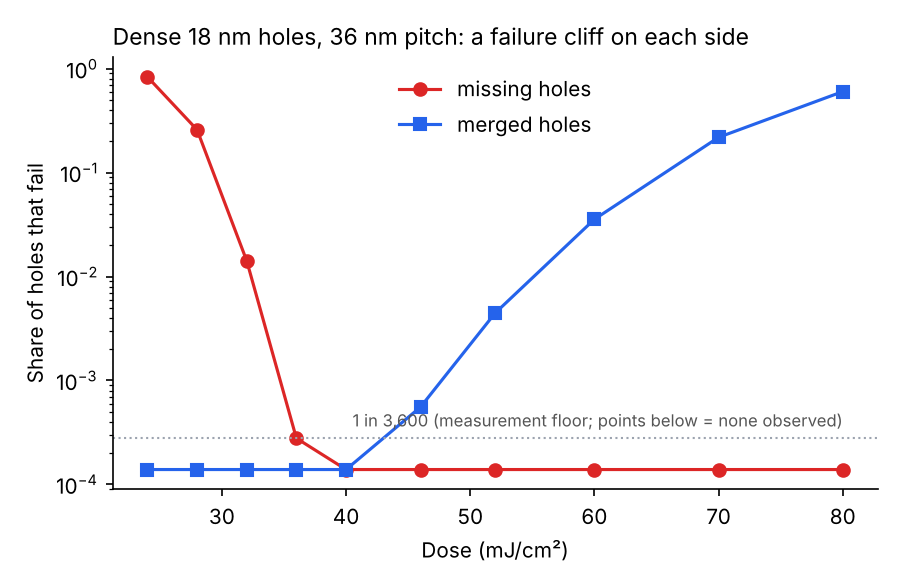 Dense 18 nm holes, 36 nm pitch: a failure cliff on each side
missing holes
merged holes
Share of holes that fail
10⁰
10⁻¹
10⁻²
10⁻³
10⁻⁴
1 in 3,600 (measurement floor; points below = none observed)
30 40 50 60 70 80
Dose (mJ/cm²)